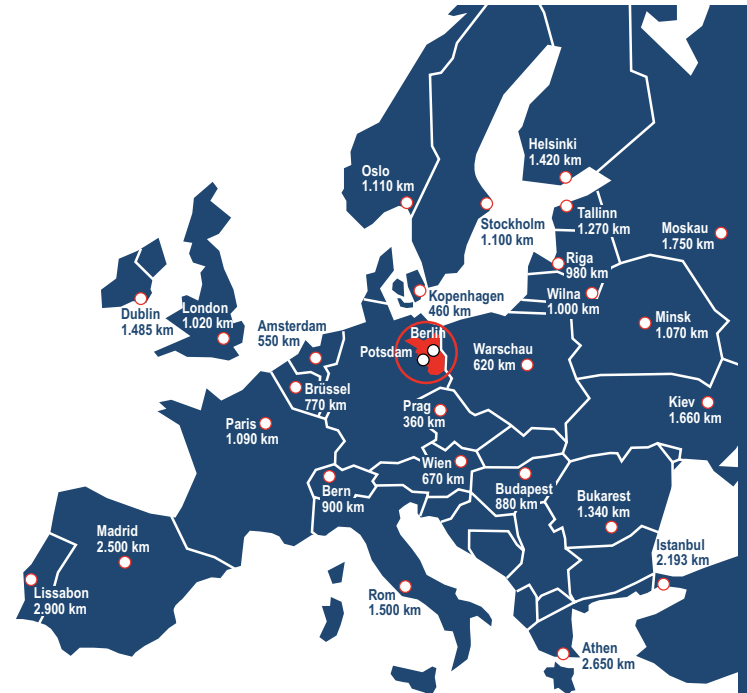 Helsinki
1.420 km
Oslo
1.110 km
Tallinn
1.270 km
Stockholm
1.100 km
Moskau
1.750 km
Riga
980 km
Wilna
1.000 km
Kopenhagen
460 km
Dublin
1.485 km
London
1.020 km
Minsk
1.070 km
Amsterdam
550 km
Berlin
Potsdam
Warschau
620 km
Brüssel
770 km
Prag
360 km
Kiev
1.660 km
Paris
1.090 km
Wien
670 km
Bern
900 km
Budapest
880 km
Bukarest
1.340 km
Madrid
2.500 km
Istanbul
2.193 km
Lissabon
2.900 km
Rom
1.500 km
Athen
2.650 km